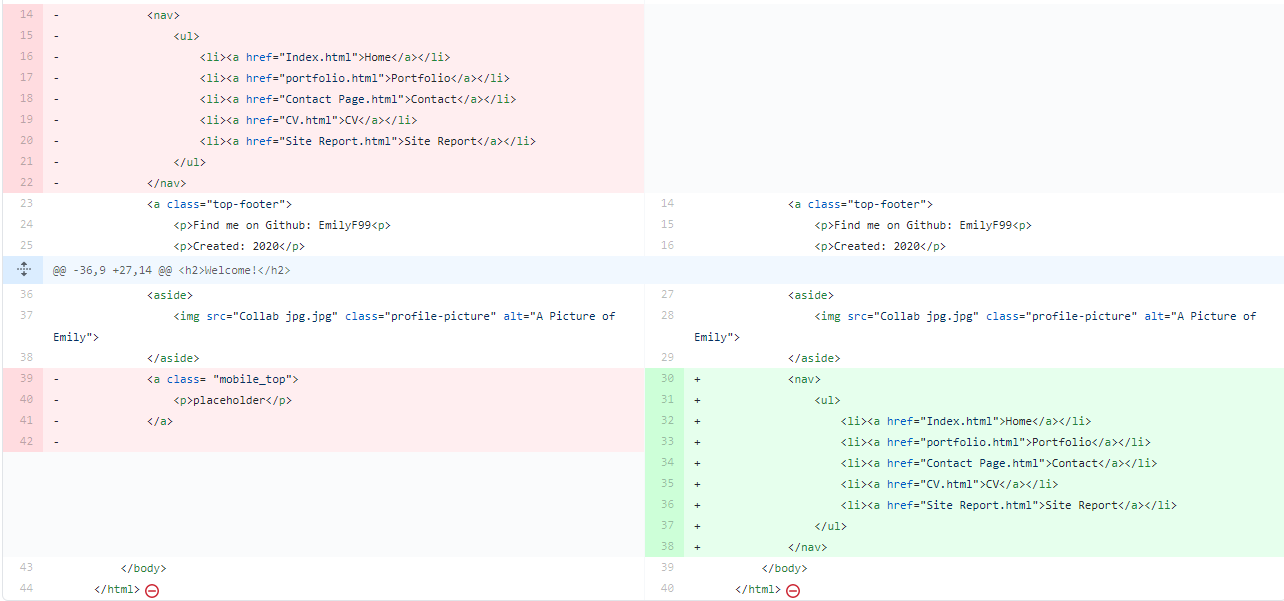 14 - <nav>
15 - <ul>
16 - <li><a href="Index.html">Home</a></li>
17 - <li><a href="portfolio.html">Portfolio</a></li>
18 - <li><a href="Contact Page.html">Contact</a></li>
19 - <li><a href="CV.html">CV</a></li>
20 - <li><a href="Site Report.html">Site Report</a></li>
21 - </ul>
22 - </nav>
23 <a class="top-footer"> 14 <a class="top-footer">
24 <p>Find me on Github: EmilyF99<p> 15 <p>Find me on Github: EmilyF99<p>
25 <p>Created: 2020</p> 16 <p>Created: 2020</p>
@@ -36,9 +27,14 @@ <h2>Welcome!</h2>
36 <aside> 27 <aside>
37 <img src="Collab jpg.jpg" class="profile-picture" alt="A Picture of 28 <img src="Collab jpg.jpg" class="profile-picture" alt="A Picture of
Emily"> Emily">
38 </aside> 29 </aside>
39 - <a class= "mobile_top"> 30 + <nav>
40 - <p>placeholder</p> 31 + <ul>
41 - </a> 32 + <li><a href="Index.html">Home</a></li>
42 - 33 + <li><a href="portfolio.html">Portfolio</a></li>
34 + <li><a href="Contact Page.html">Contact</a></li>
35 + <li><a href="CV.html">CV</a></li>
36 + <li><a href="Site Report.html">Site Report</a></li>
37 + </ul>
38 + </nav>
43 </body> 39 </body>
44 </html> 40 </html>